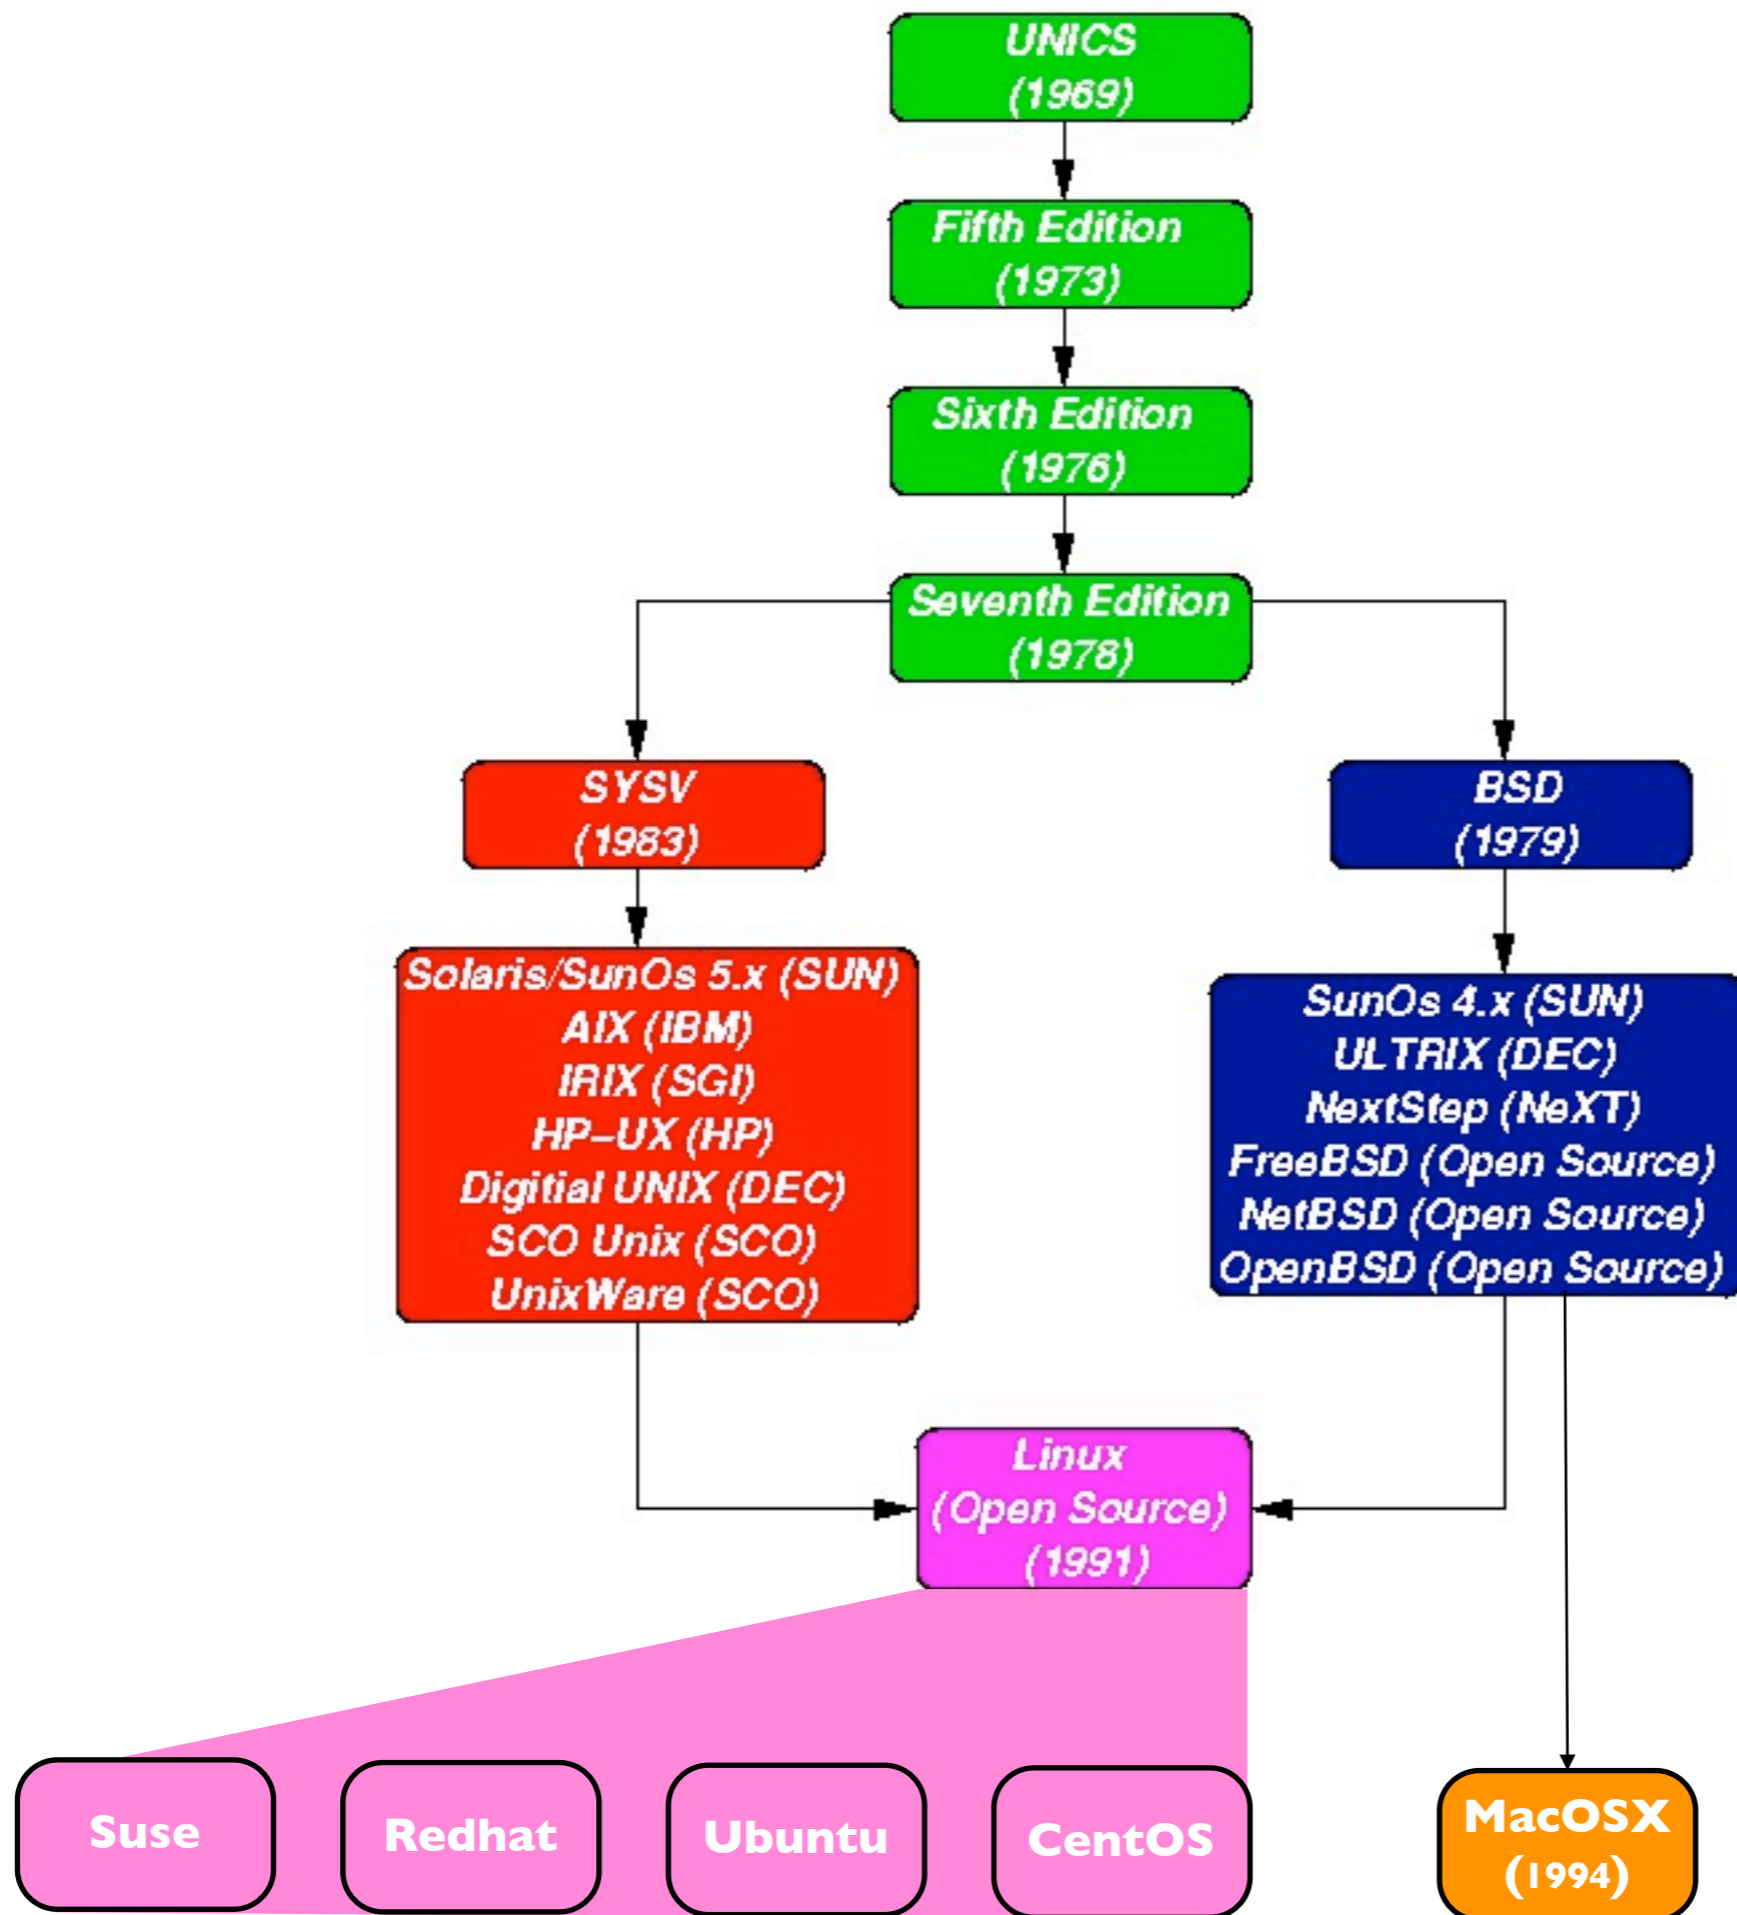 UNICS
(1969)
Fifth Edition
(1973)
Sixth Edition
(1976)
Seventh Edition
(1978)
SYSV
(1983)
BSD
(1979)
Solaris/SunOs 5.x (SUN)
AIX (IBM)
IRIX (SGI)
HP-UX (HP)
Digitial UNIX (DEC)
SCO Unix (SCO)
UnixWare (SCO)
SunOs 4.x (SUN)
ULTRIX (DEC)
NextStep (NeXT)
FreeBSD (Open Source)
NetBSD (Open Source)
OpenBSD (Open Source)
Linux
(Open Source)
(1991)
Suse
Redhat
Ubuntu
CentOS
MacOSX
(1994)